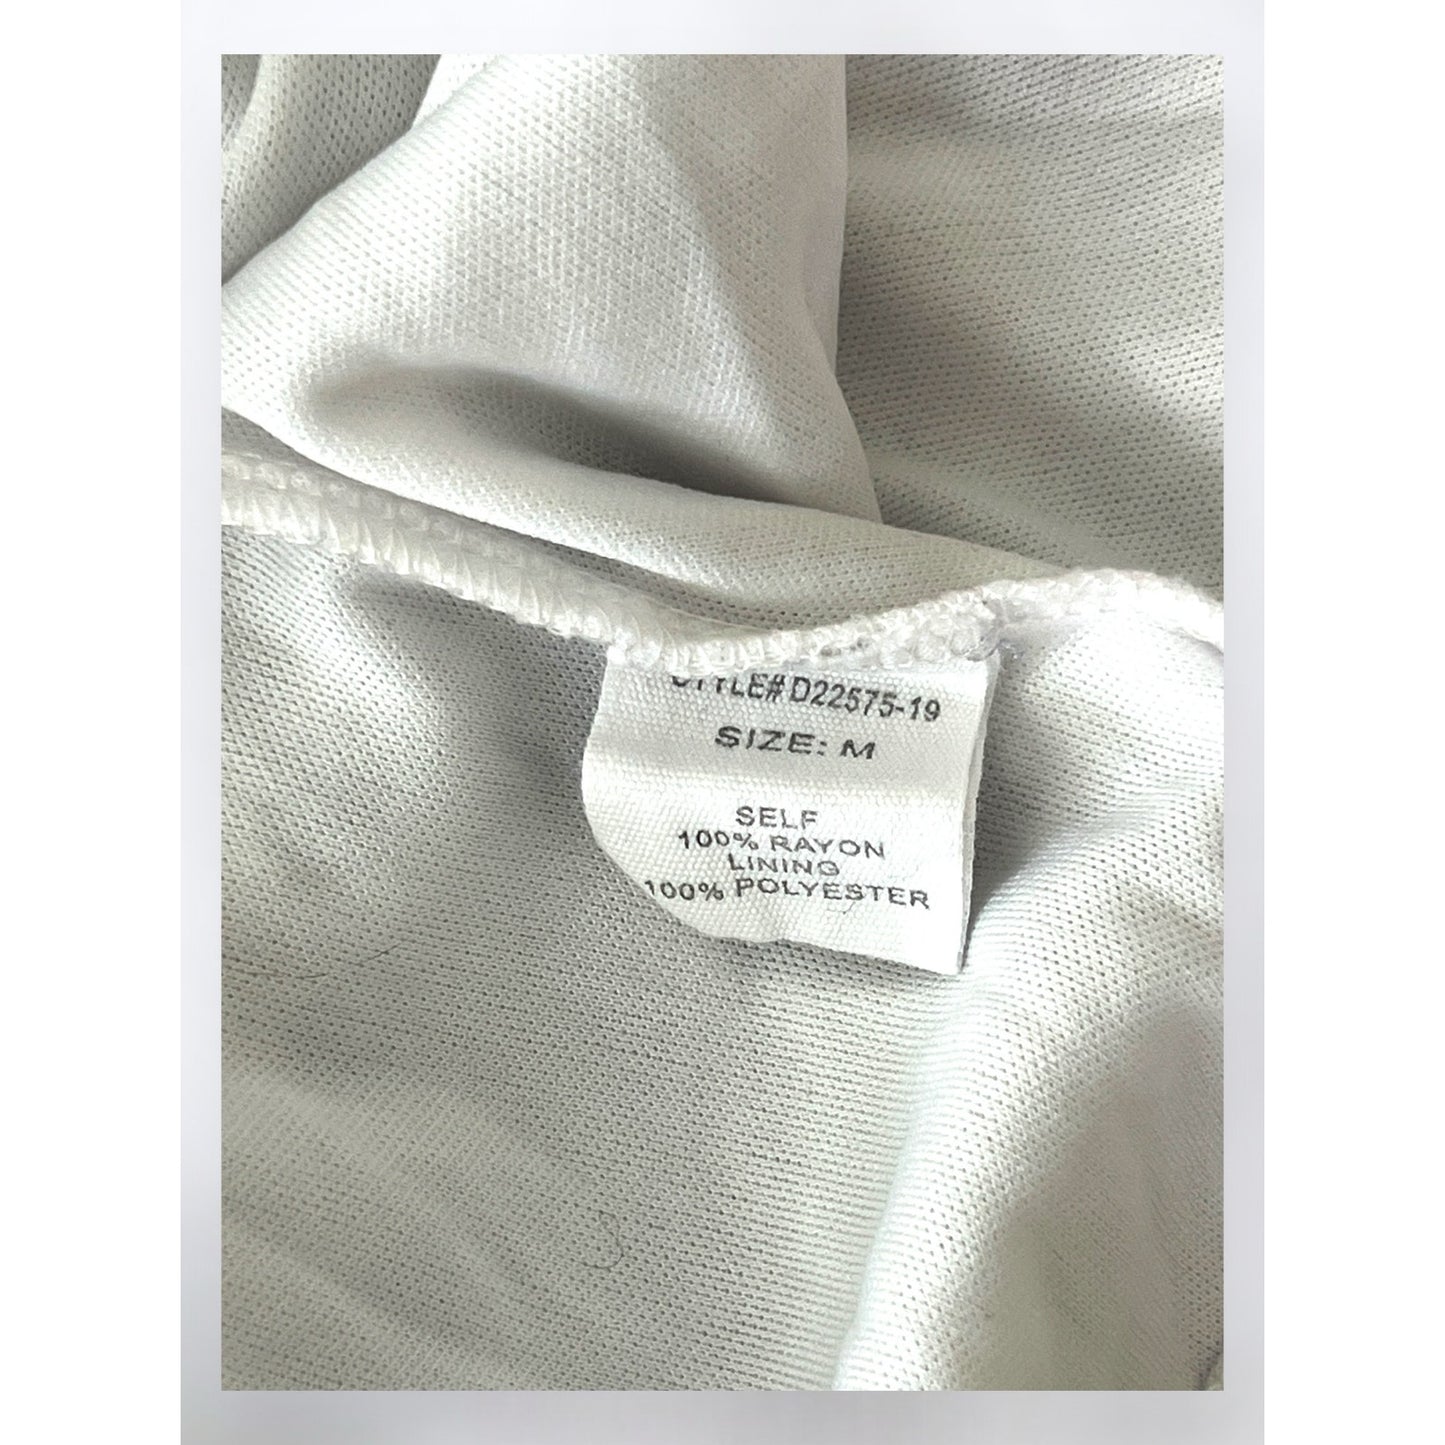 STYLE# D22575-19
SIZE: M
SELF
100% RAYON
LINING
100% POLYESTER